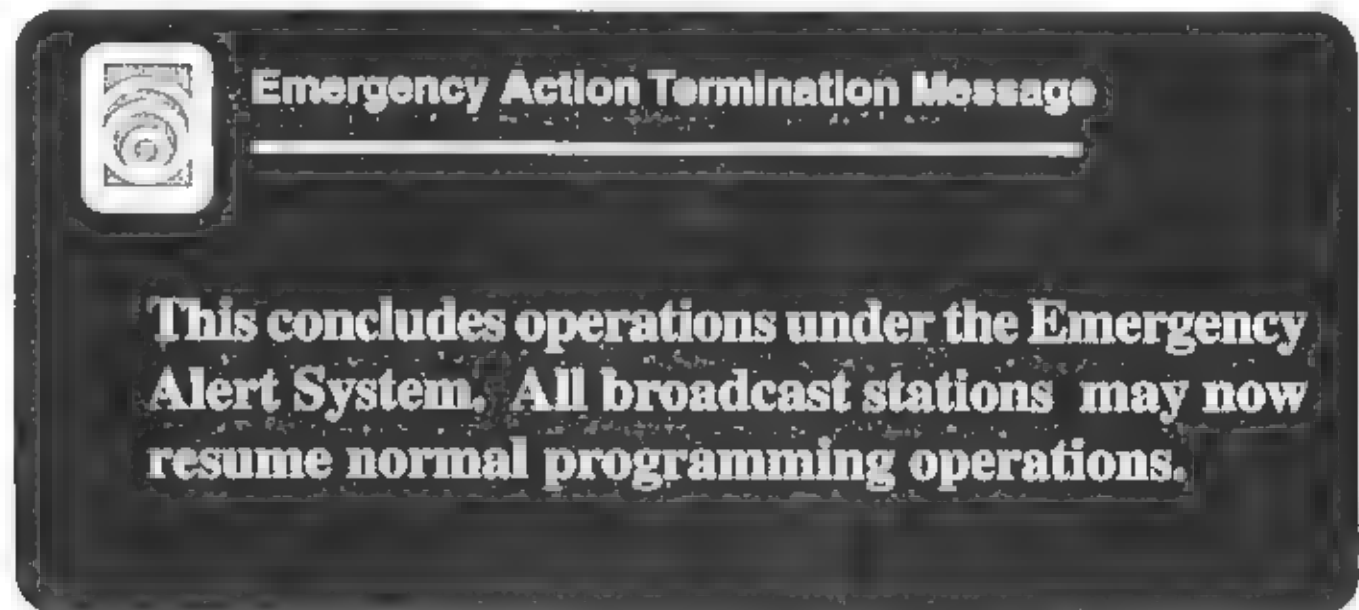 Emergency Action Termination Message
This concludes operations under the Emergency
Alert System. All broadcast stations may now
resume normal programming operations.